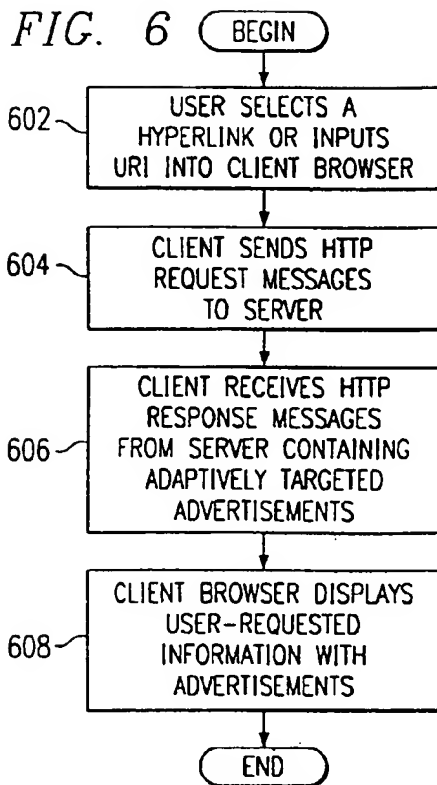 FIG. 6
BEGIN
602
USER SELECTS A
HYPERLINK OR INPUTS
URI INTO CLIENT BROWSER
604
CLIENT SENDS HTTP
REQUEST MESSAGES
TO SERVER
606
CLIENT RECEIVES HTTP
RESPONSE MESSAGES
FROM SERVER CONTAINING
ADAPTIVELY TARGETED
ADVERTISEMENTS
608
CLIENT BROWSER DISPLAYS
USER-REQUESTED
INFORMATION WITH
ADVERTISEMENTS
END